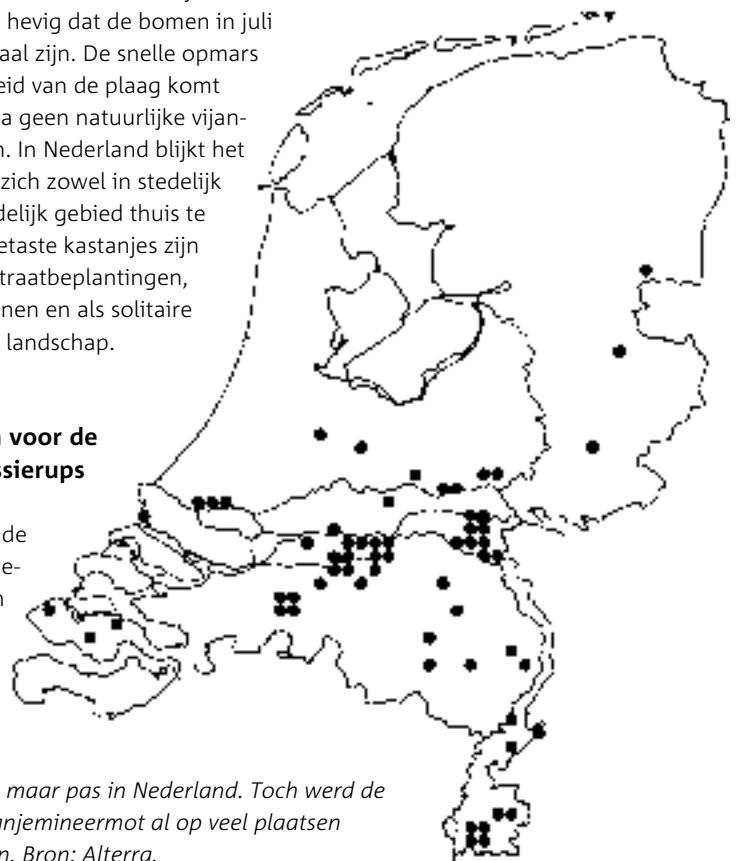 hevig dat de bomen in juli
aal zijn. De snelle opmars
eid van de plaag komt
a geen natuurlijke vijan-
n. In Nederland blijkt het
zich zowel in stedelijk
delijk gebied thuis te
etaste kastanjes zijn
traatbeplantingen,
nen en als solitaire
landschap.
voor de
ssierups
de
e-
n
maar pas in Nederland. Toch werd de
anjemineermot al op veel plaatsen
n. Bron: Alterra.